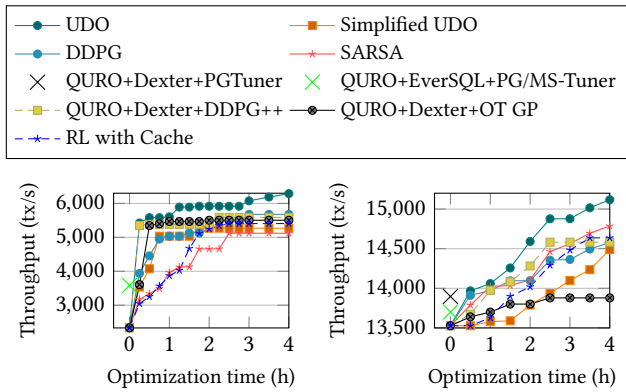 UDO
Simplified UDO
DDPG
SARSA
QURO+Dexter+PGTuner
QURO+EverSQL+PG/MS-Tuner
QURO+Dexter+DDPG++
QURO+Dexter+OT GP
RL with Cache
Throughput (tx/s)
6,000
5,000
4,000
3,000
0 1 2 3 4
Optimization time (h)
Throughput (tx/s)
15,000
14,500
14,000
13,500
0 1 2 3 4
Optimization time (h)